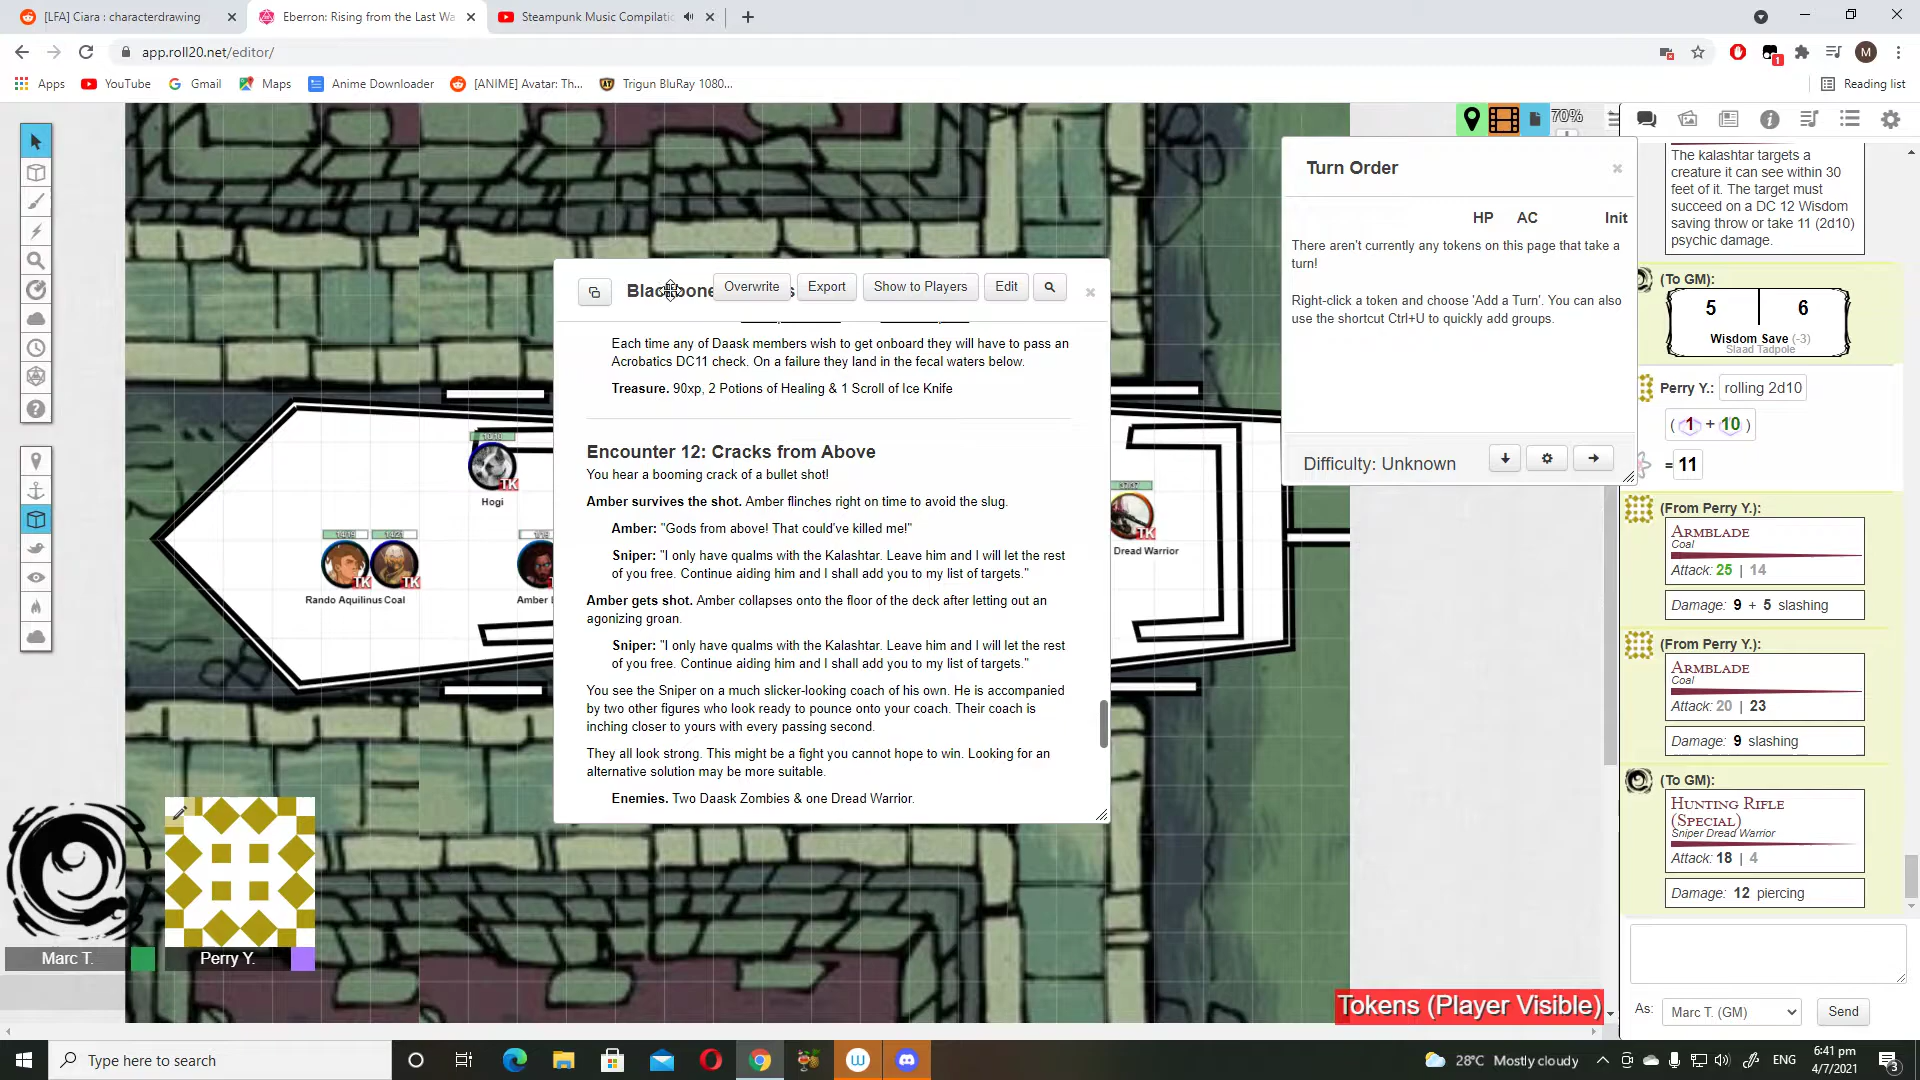 [LFA] Ciara : characterdrawing
Eberron: Rising from the Last Wa
Steampunk Music Compilatio
app.roll20.net/editor/
M
1
Apps
YouTube
Gmail
Maps
Anime Downloader
[ANIME] Avatar: Th...
Trigun BluRay 1080...
Reading list
70%
Turn Order
HP AC Init
There aren't currently any tokens on this page that take a
turn!
Right-click a token and choose 'Add a Turn'. You can also
use the shortcut Ctrl+U to quickly add groups.
Difficulty: Unknown
Overwrite
Export
Show to Players
Edit
Each time any of Daask members wish to get onboard they will have to pass an
Acrobatics DC11 check. On a failure they land in the fecal waters below.
Treasure. 90xp, 2 Potions of Healing & 1 Scroll of Ice Knife
Encounter 12: Cracks from Above
You hear a booming crack of a bullet shot!
Amber survives the shot. Amber flinches right on time to avoid the slug.
Amber: "Gods from above! That could've killed me!"
Sniper: "I only have qualms with the Kalashtar. Leave him and I will let the rest
of you free. Continue aiding him and I shall add you to my list of targets."
Amber gets shot. Amber collapses onto the floor of the deck after letting out an
agonizing groan.
Sniper: "I only have qualms with the Kalashtar. Leave him and I will let the rest
of you free. Continue aiding him and I shall add you to my list of targets."
You see the Sniper on a much slicker-looking coach of his own. He is accompanied
by two other figures who look ready to pounce onto your coach. Their coach is
inching closer to yours with every passing second.
They all look strong. This might be a fight you cannot hope to win. Looking for an
alternative solution may be more suitable.
Enemies. Two Daask Zombies & one Dread Warrior.
TK
Hogi
TK
TK
Rando Aquilinus Coal
TK
Amber
TK
Dread Warrior
The kalashtar targets a
creature it can see within 30
feet of it. The target must
succeed on a DC 12 Wisdom
saving throw or take 11 (2d10)
psychic damage.
(To GM):
5 6
Wisdom Save (-3)
Slaad Tadpole
Perry Y.: rolling 2d10
(1 + 10)
= 11
(From Perry Y.):
Armblade
Coal
Attack: 25 | 14
Damage: 9 + 5 slashing
(From Perry Y.):
Armblade
Coal
Attack: 20 | 23
Damage: 9 slashing
(To GM):
Hunting Rifle
(Special)
Sniper Dread Warrior
Attack: 18 | 4
Damage: 12 piercing
Marc T.
Perry Y.
Tokens (Player Visible)
As: Marc T. (GM)
Send
Type here to search
28°C Mostly cloudy
ENG
6:41 pm
4/7/2021
3